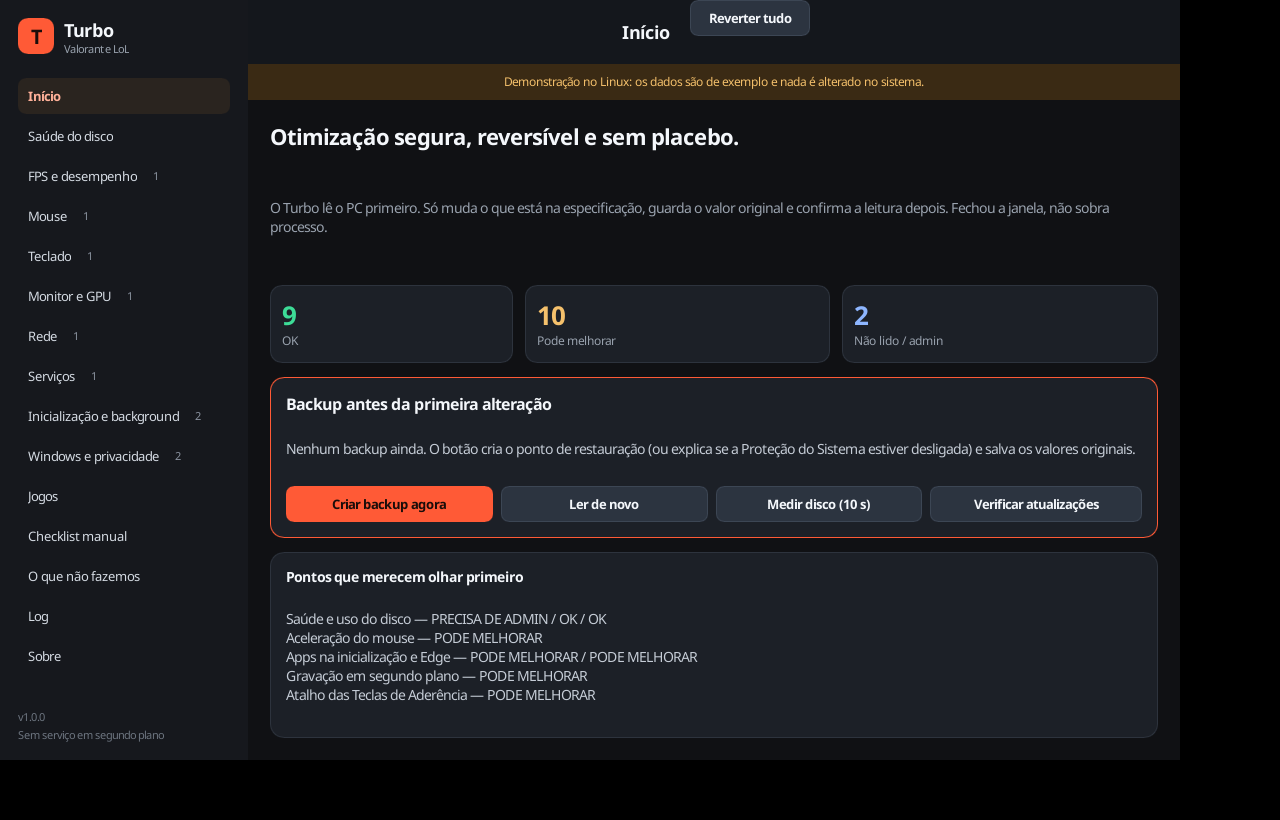 T
Turbo
Valorant e LoL
Início
Saúde do disco
FPS e desempenho 1
Mouse 1
Teclado 1
Monitor e GPU 1
Rede 1
Serviços 1
Inicialização e background 2
Windows e privacidade 2
Jogos
Checklist manual
O que não fazemos
Log
Sobre
v1.0.0
Sem serviço em segundo plano
Início
Reverter tudo
Demonstração no Linux: os dados são de exemplo e nada é alterado no sistema.
Otimização segura, reversível e sem placebo.
O Turbo lê o PC primeiro. Só muda o que está na especificação, guarda o valor original e confirma a leitura depois. Fechou a janela, não sobra
processo.
9
OK
10
Pode melhorar
2
Não lido / admin
Backup antes da primeira alteração
Nenhum backup ainda. O botão cria o ponto de restauração (ou explica se a Proteção do Sistema estiver desligada) e salva os valores originais.
Criar backup agora
Ler de novo
Medir disco (10 s)
Verificar atualizações
Pontos que merecem olhar primeiro
Saúde e uso do disco — PRECISA DE ADMIN / OK / OK
Aceleração do mouse — PODE MELHORAR
Apps na inicialização e Edge — PODE MELHORAR / PODE MELHORAR
Gravação em segundo plano — PODE MELHORAR
Atalho das Teclas de Aderência — PODE MELHORAR